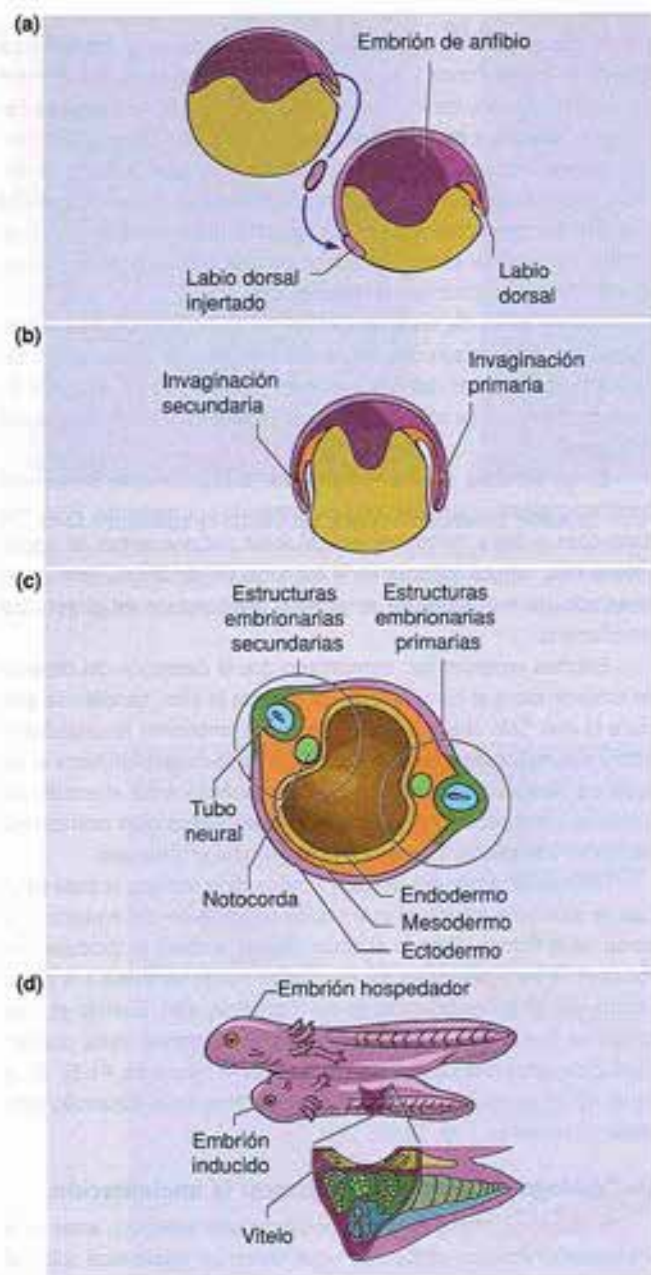 (a)
Embrión de anfibio
Labio dorsal
injertado
Labio
dorsal
(b)
Invaginación
secundaria
Invaginación
primaria
(c)
Estructuras
embrionarias
secundarias
Estructuras
embrionarias
primarias
Tubo
neural
Notocorda
Endodermo
Mesodermo
Ectodermo
(d)
Embrión hospedador
Embrión
inducido
Vitelo